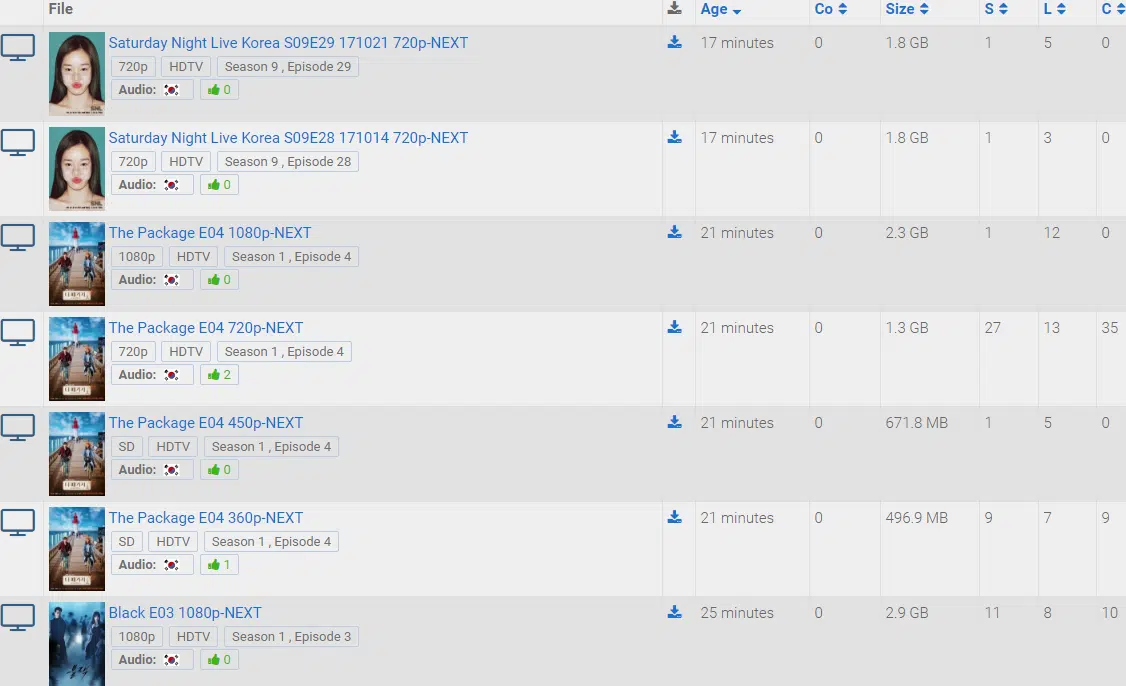 File Age Co Size S L C
Saturday Night Live Korea S09E29 171021 720p-NEXT 17 minutes 0 1.8 GB 1 5 0
720p HDTV Season 9 , Episode 29
Audio: 0
Saturday Night Live Korea S09E28 171014 720p-NEXT 17 minutes 0 1.8 GB 1 3 0
720p HDTV Season 9 , Episode 28
Audio: 0
The Package E04 1080p-NEXT 21 minutes 0 2.3 GB 1 12 0
1080p HDTV Season 1 , Episode 4
Audio: 0
The Package E04 720p-NEXT 21 minutes 0 1.3 GB 27 13 35
720p HDTV Season 1 , Episode 4
Audio: 2
The Package E04 450p-NEXT 21 minutes 0 671.8 MB 1 5 0
SD HDTV Season 1 , Episode 4
Audio: 0
The Package E04 360p-NEXT 21 minutes 0 496.9 MB 9 7 9
SD HDTV Season 1 , Episode 4
Audio: 1
Black E03 1080p-NEXT 25 minutes 0 2.9 GB 11 8 10
1080p HDTV Season 1 , Episode 3
블랙
Audio: 0